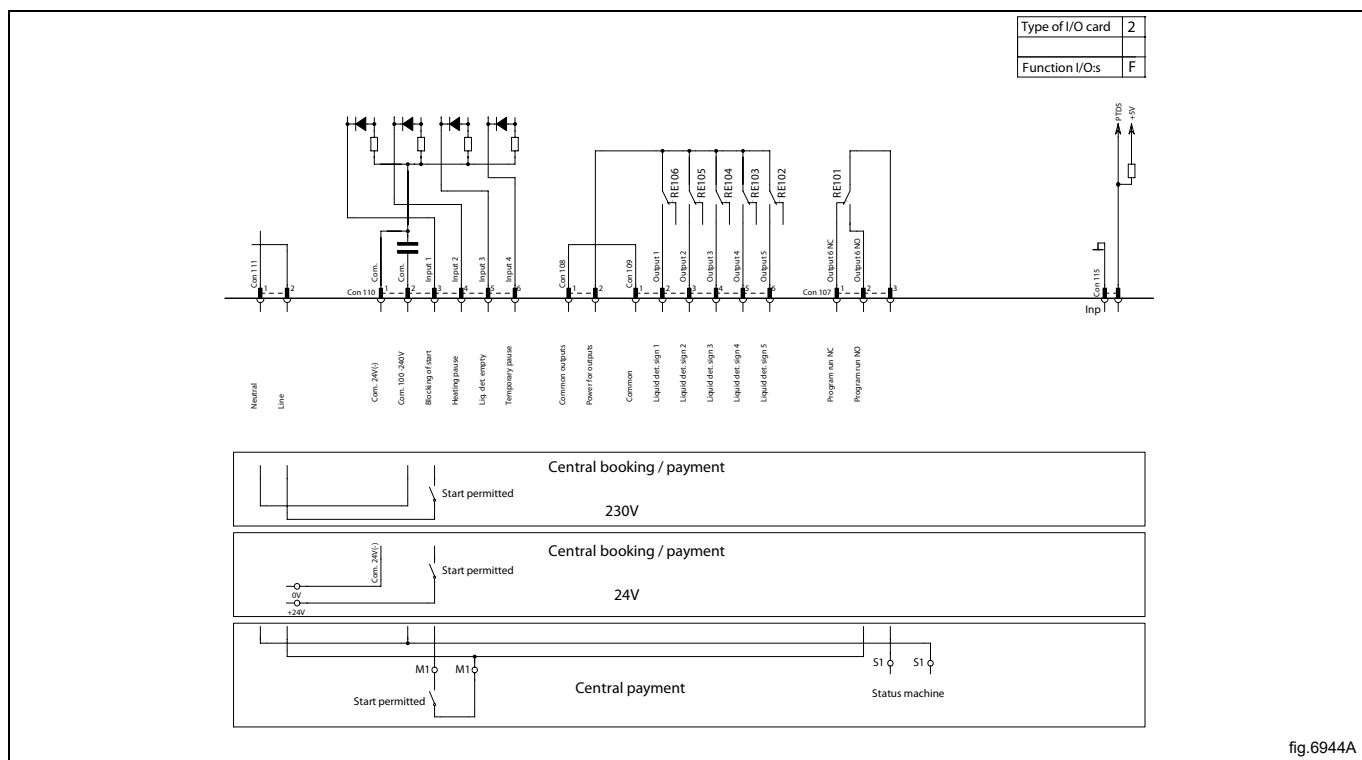 Type of I/O card 2
Function I/O:s F
PTD5
+5V
RE106
RE105
RE104
RE103
RE102
RE101
Con 111
1
2
Con 110
Com.
1
Com.
2
Input 1
3
Input 2
4
Input 3
5
Input 4
6
Con 108
1
2
Con 109
1
Output 1
2
Output 2
3
Output 3
4
Output 4
5
Output 5
6
Con 107
Output 6 NC
1
Output 6 NO
2
3
Con 115
1
Inp
Neutral
Line
Com. 24V(-)
Com. 100-240V
Blocking of start
Heating pause
Liq. det. empty
Temporary pause
Common outputs
Power for outputs
Common
Liquid det. sign 1
Liquid det. sign 2
Liquid det. sign 3
Liquid det. sign 4
Liquid det. sign 5
Program run NC
Program run NO
Central booking / payment
Start permitted
230V
Central booking / payment
Com. 24V(-)
Start permitted
0V
24V
+24V
M1 M1
S1 S1
Central payment
Start permitted
Status machine
fig.6944A